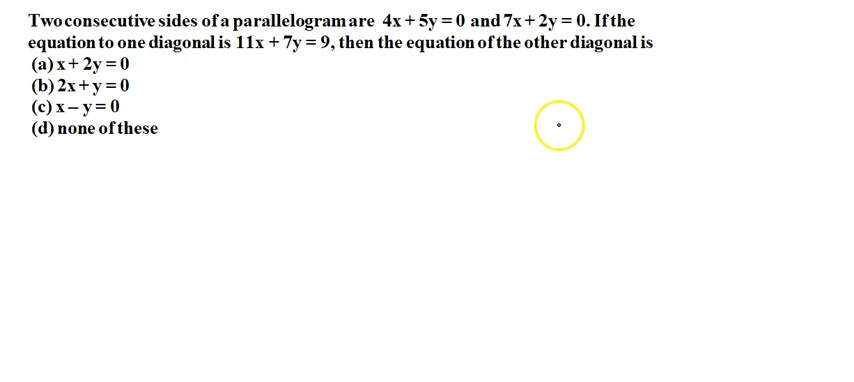 Two consecutive sides of a parallelogram are 4x + 5y = 0 and 7x + 2y = 0. If the
equation to one diagonal is 11x + 7y = 9, then the equation of the other diagonal is
(a) x + 2y = 0
(b) 2x + y = 0
(c) x – y = 0
(d) none of these